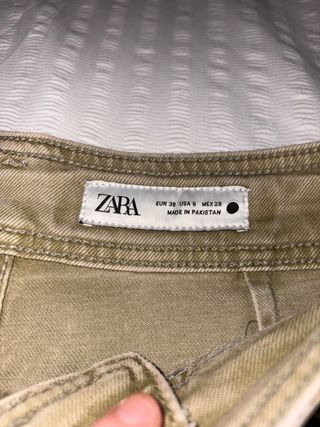 ZARA
EUR 38 USA 6 MEX 28
MADE IN PAKISTAN